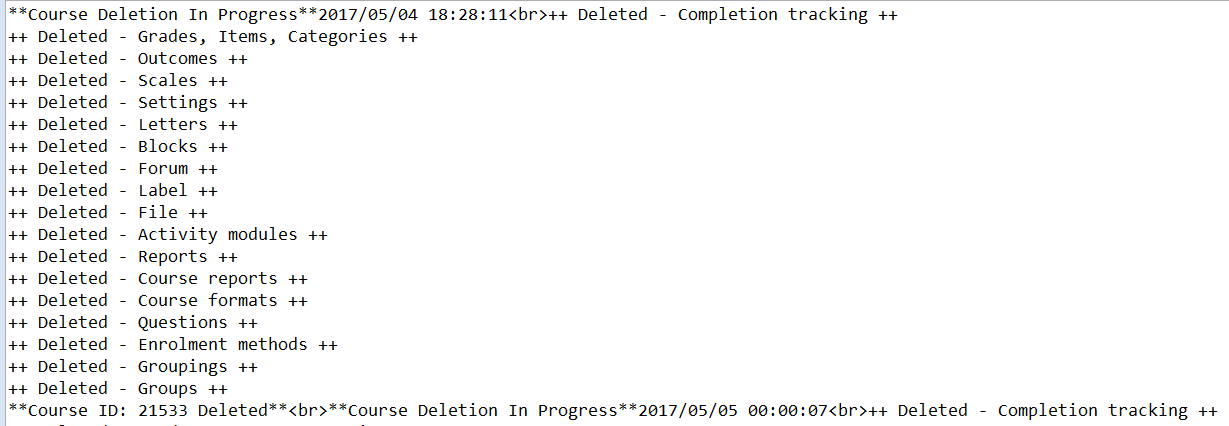 **Course Deletion In Progress**2017/05/04 18:28:11<br>++ Deleted - Completion tracking ++
++ Deleted - Grades, Items, Categories ++
++ Deleted - Outcomes ++
++ Deleted - Scales ++
++ Deleted - Settings ++
++ Deleted - Letters ++
++ Deleted - Blocks ++
++ Deleted - Forum ++
++ Deleted - Label ++
++ Deleted - File ++
++ Deleted - Activity modules ++
++ Deleted - Reports ++
++ Deleted - Course reports ++
++ Deleted - Course formats ++
++ Deleted - Questions ++
++ Deleted - Enrolment methods ++
++ Deleted - Groupings ++
++ Deleted - Groups ++
**Course ID: 21533 Deleted**<br>**Course Deletion In Progress**2017/05/05 00:00:07<br>++ Deleted - Completion tracking ++